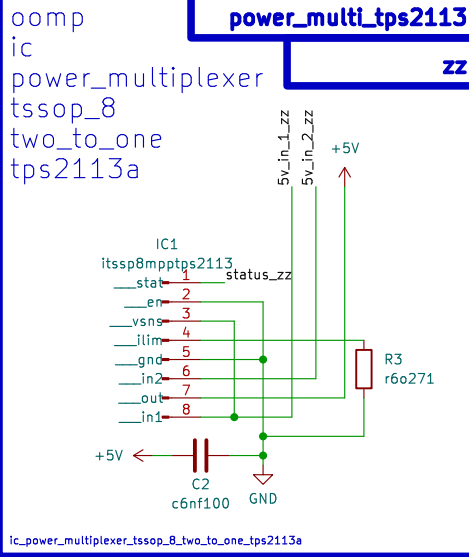 oomp
ic
power_multiplexer
tssop_8
two_to_one
tps2113a
power_multi_tps2113
zz
5v_in_1_zz
5v_in_2_zz
+5V
IC1
itssp8mpptps2113
status_zz
___stat 1
___en 2
___vsns 3
___ilim 4
___gnd 5
___in2 6
___out 7
___in1 8
R3
r6o271
+5V
C2
c6nf100
GND
ic_power_multiplexer_tssop_8_two_to_one_tps2113a